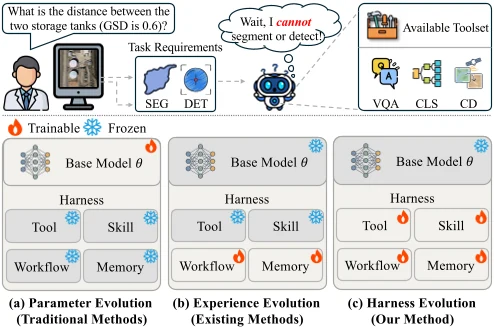 What is the distance between the
two storage tanks (GSD is 0.6)?
Wait, I cannot
segment or detect!
Task Requirements
SEG DET
Available Toolset
Q A
VQA CLS CD
Trainable Frozen
Base Model θ
Harness
Tool Skill
Workflow Memory
(a) Parameter Evolution
(Traditional Methods)
Base Model θ
Harness
Tool Skill
Workflow Memory
(b) Experience Evolution
(Existing Methods)
Base Model θ
Harness
Tool Skill
Workflow Memory
(c) Harness Evolution
(Our Method)